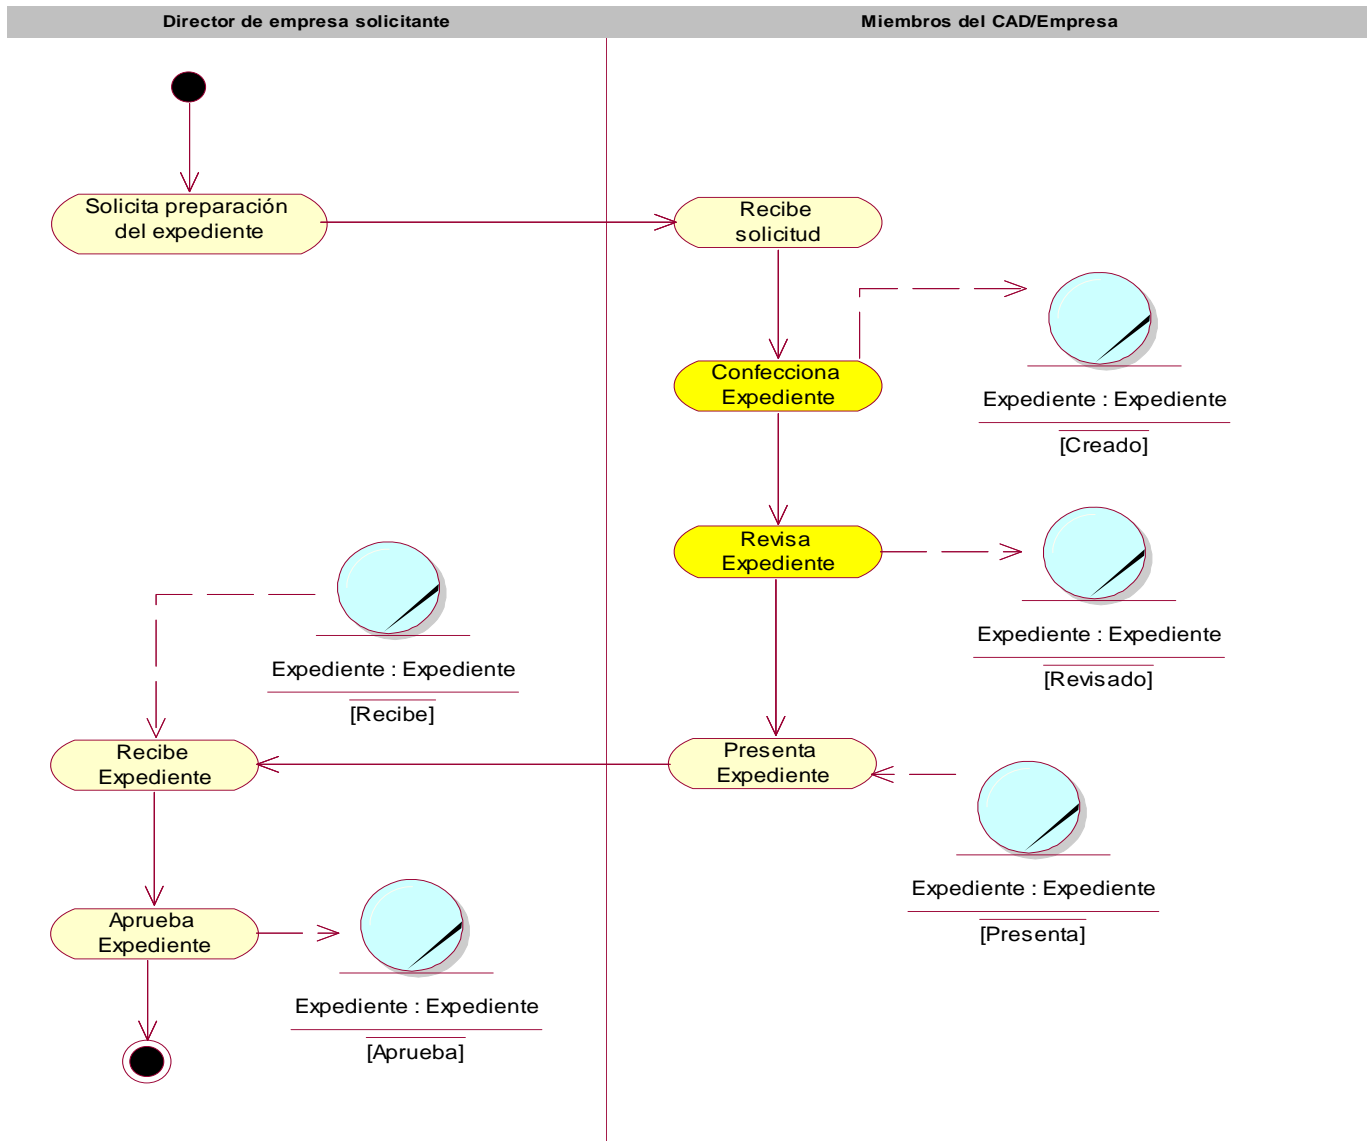 Director de empresa solicitante
Miembros del CAD/Empresa
Solicita preparación
del expediente
Recibe
solicitud
Confecciona
Expediente
Expediente : Expediente
[Creado]
Revisa
Expediente
Expediente : Expediente
[Revisado]
Expediente : Expediente
[Recibe]
Recibe
Expediente
Presenta
Expediente
Expediente : Expediente
[Presenta]
Aprueba
Expediente
Expediente : Expediente
[Aprueba]